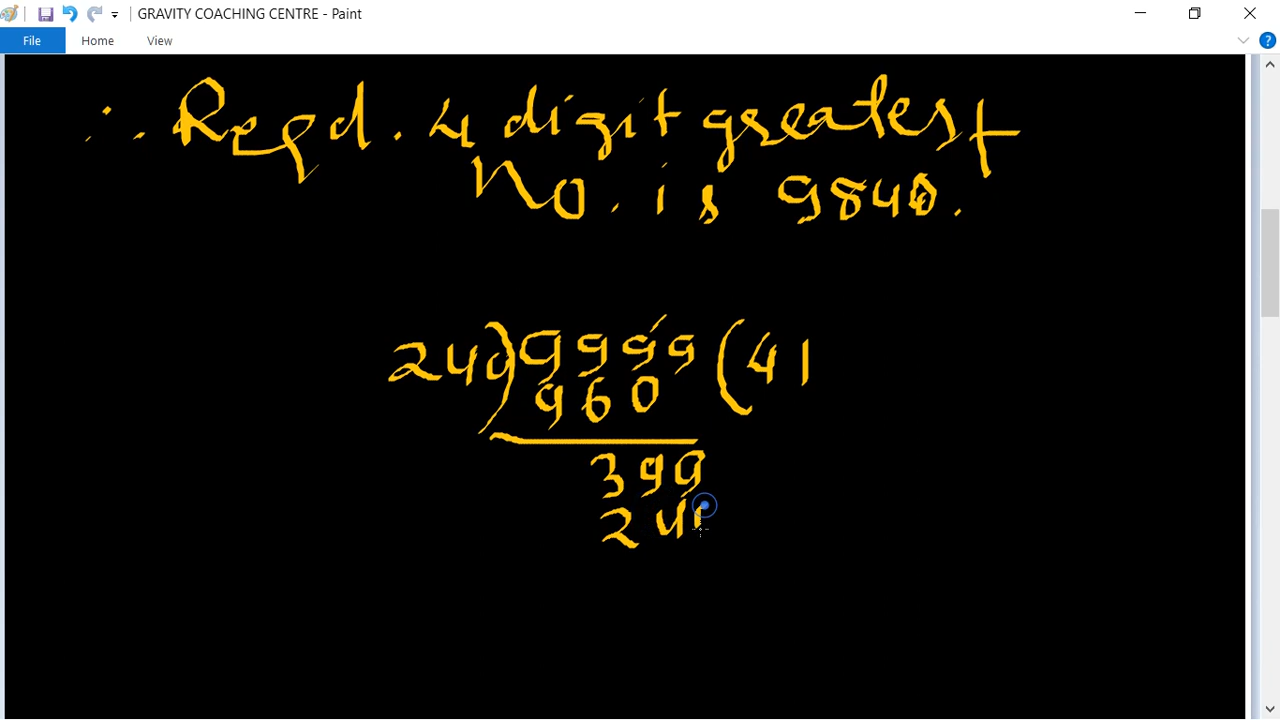 GRAVITY COACHING CENTRE - Paint
File Home View
∴ Reqd. 4 digit greatest
No. is 9840.
240) 9999 (41
960
399
24